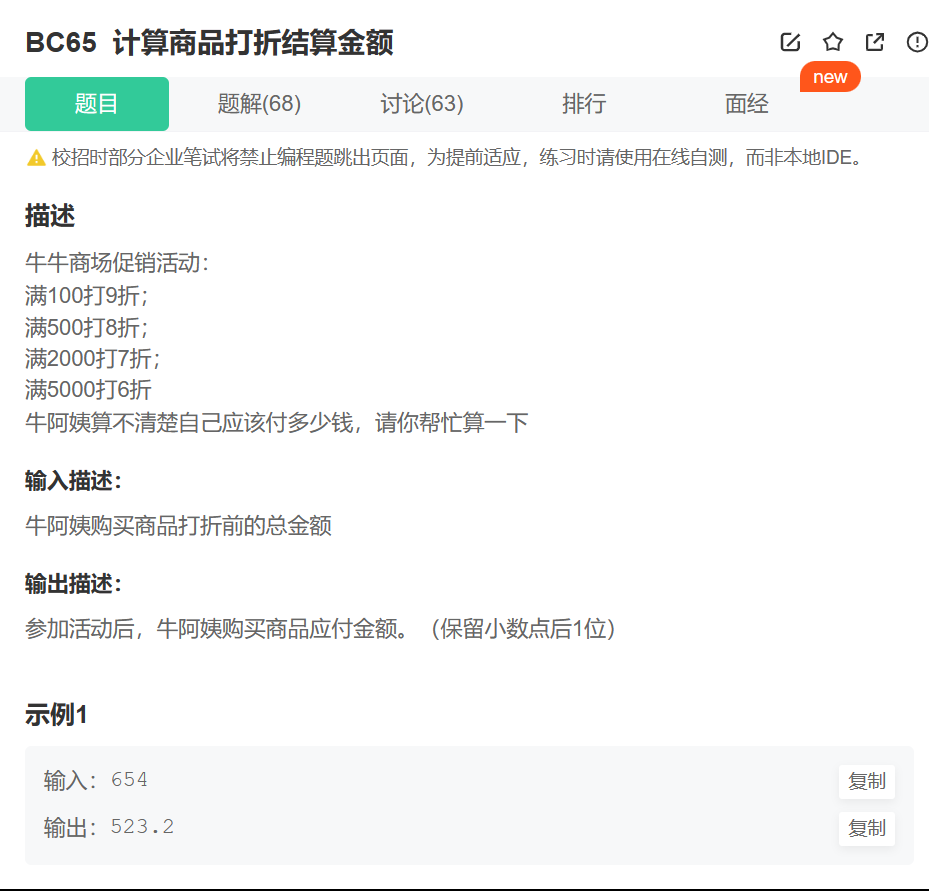 BC65 计算商品打折结算金额
new
题目 题解(68) 讨论(63) 排行 面经
校招时部分企业笔试将禁止编程题跳出页面，为提前适应，练习时请使用在线自测，而非本地IDE。
描述
牛牛商场促销活动：
满100打9折；
满500打8折；
满2000打7折；
满5000打6折
牛阿姨算不清楚自己应该付多少钱，请你帮忙算一下
输入描述：
牛阿姨购买商品打折前的总金额
输出描述：
参加活动后，牛阿姨购买商品应付金额。（保留小数点后1位）
示例1
输入：654 复制
输出：523.2 复制